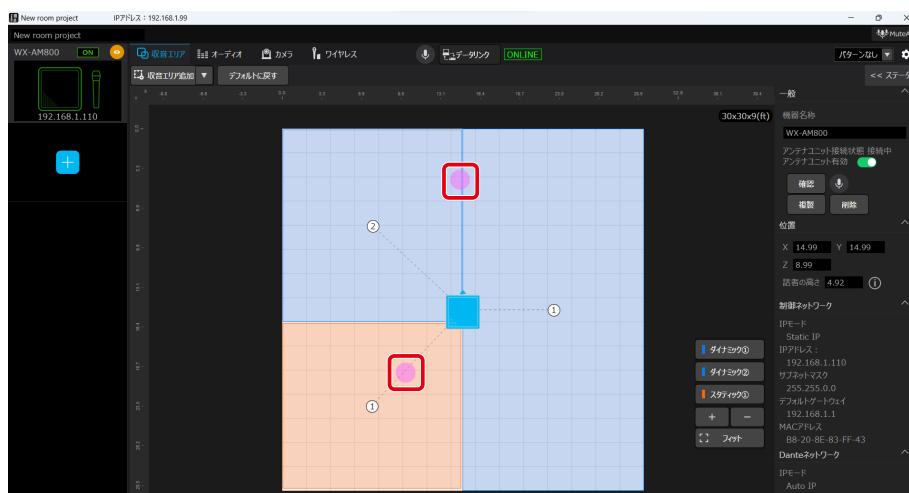 New room project IPアドレス : 192.168.1.99
New room project MuteA
WX-AM800 ON 収音エリア オーディオ カメラ ワイヤレス データリンク ONLINE パターンなし
収音エリア追加 ▼ デフォルトに戻す << ステータ
192.168.1.110
30x30x9(ft)
②
①
①
ダイナミック①
ダイナミック②
スタティック①
+ −
フィット
一般
機器名称
WX-AM800
アンテナユニット接続状態 接続中
アンテナユニット有効
確認
複製 削除
位置
X 14.99 Y 14.99
Z 8.99
話者の高さ 4.92
制御ネットワーク
IPモード
Static IP
IPアドレス :
192.168.1.110
サブネットマスク
255.255.0.0
デフォルトゲートウェイ
192.168.1.1
MACアドレス
B8-20-8E-83-FF-43
Danteネットワーク
IPモード
Auto IP